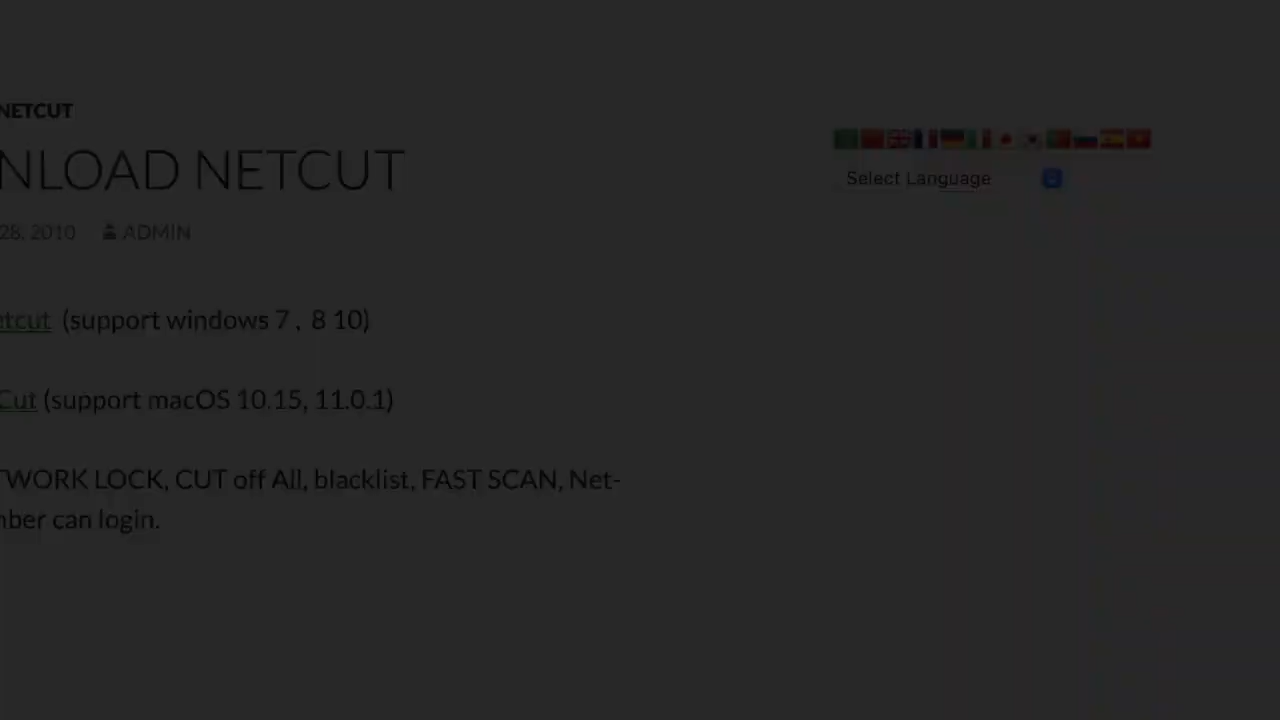 NETCUT
NLOAD NETCUT
28, 2010 ADMIN
Select Language
etcut (support windows 7 , 8 10)
Cut (support macOS 10.15, 11.0.1)
TWORK LOCK, CUT off All, blacklist, FAST SCAN, Net-
nber can login.